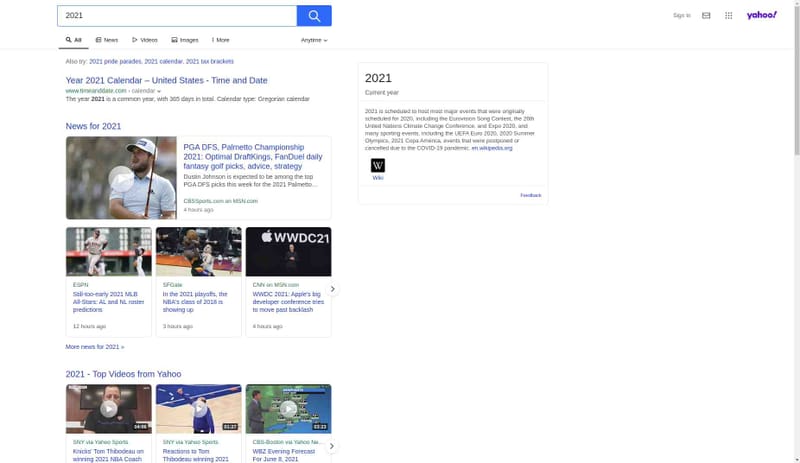 2021
Sign in
yahoo!
All
News
Videos
Images
More
Anytime
Also try: 2021 pride parades, 2021 calendar, 2021 tax brackets
Year 2021 Calendar – United States - Time and Date
www.timeanddate.com › calendar
The year 2021 is a common year, with 365 days in total. Calendar type: Gregorian calendar
News for 2021
PGA DFS, Palmetto Championship
2021: Optimal DraftKings, FanDuel daily
fantasy golf picks, advice, strategy
Dustin Johnson is expected to be among the top
PGA DFS picks this week for the 2021 Palmetto...
CBSSports.com on MSN.com
4 hours ago
WWDC21
ESPN
Still-too-early 2021 MLB
All-Stars: AL and NL roster
predictions
12 hours ago
SFGate
In the 2021 playoffs, the
NBA's class of 2018 is
showing up
3 hours ago
CNN on MSN.com
WWDC 2021: Apple's big
developer conference tries
to move past backlash
4 hours ago
More news for 2021 »
2021 - Top Videos from Yahoo
04:06
01:27
03:23
SNY via Yahoo Sports
Knicks' Tom Thibodeau on
winning 2021 NBA Coach
SNY via Yahoo Sports
Reactions to Tom
Thibodeau winning 2021
CBS-Boston via Yahoo Ne...
WBZ Evening Forecast
For June 8, 2021
2021
Current year
2021 is scheduled to host most major events that were originally
scheduled for 2020, including the Eurovision Song Contest, the 26th
United Nations Climate Change Conference, and Expo 2020, and
many sporting events, including the UEFA Euro 2020, 2020 Summer
Olympics, 2021 Copa America, events that were postponed or
cancelled due to the COVID-19 pandemic. en.wikipedia.org
W
Wiki
Feedback